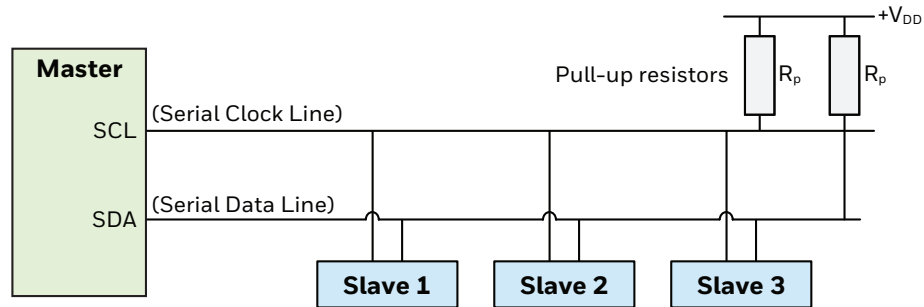 +VDD
Master
Pull-up resistors Rp Rp
(Serial Clock Line)
SCL
(Serial Data Line)
SDA
Slave 1 Slave 2 Slave 3